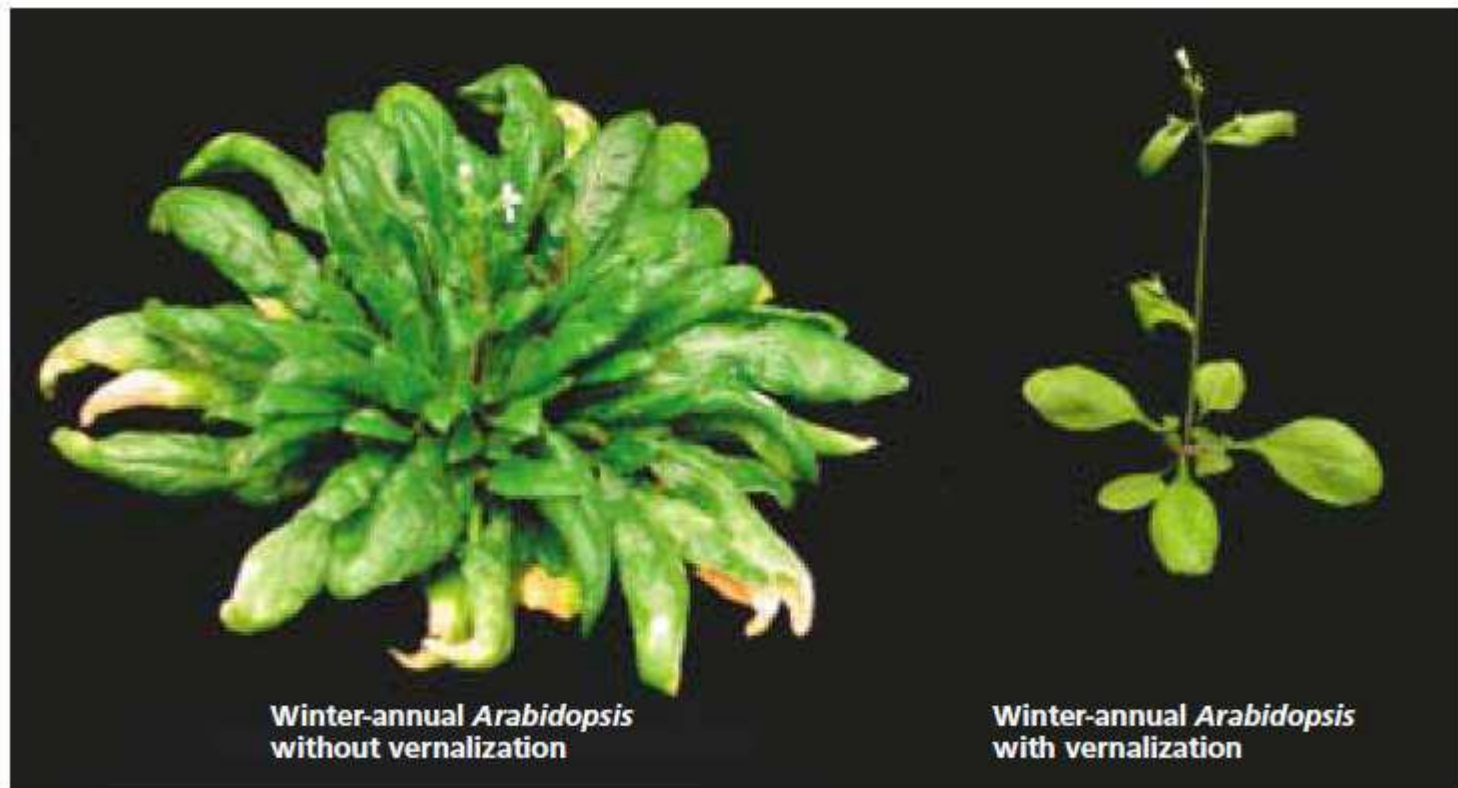 Winter-annual Arabidopsis
without vernalization
Winter-annual Arabidopsis
with vernalization